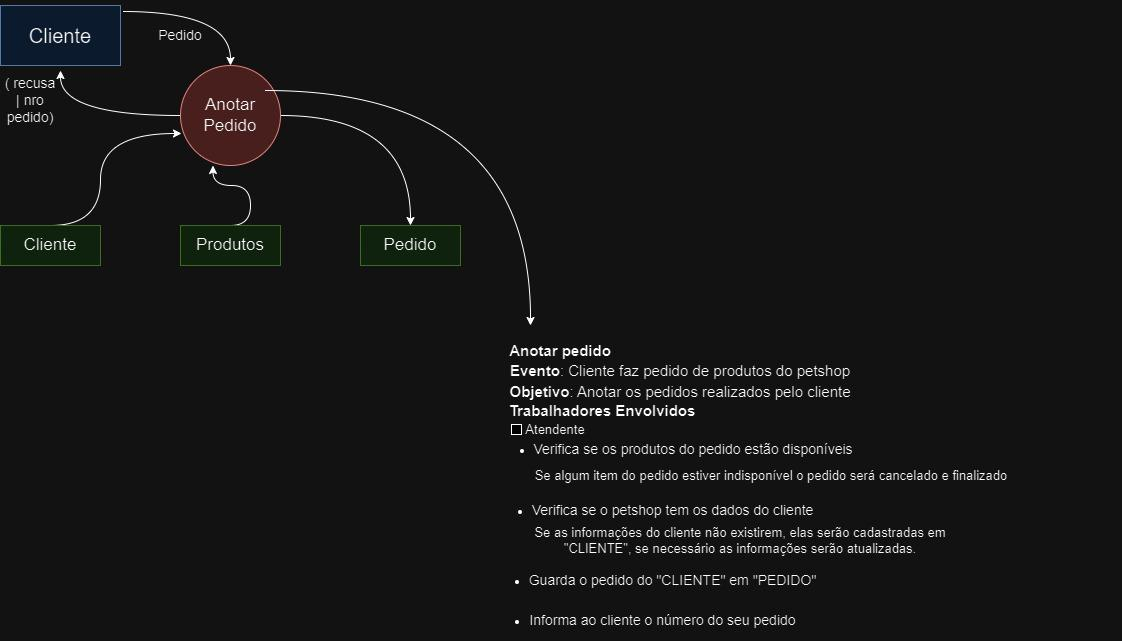 Cliente
Pedido
( recusa
| nro
pedido)
Anotar
Pedido
Cliente
Produtos
Pedido
Anotar pedido
Evento: Cliente faz pedido de produtos do petshop
Objetivo: Anotar os pedidos realizados pelo cliente
Trabalhadores Envolvidos
☐ Atendente
• Verifica se os produtos do pedido estão disponíveis
Se algum item do pedido estiver indisponível o pedido será cancelado e finalizado
• Verifica se o petshop tem os dados do cliente
Se as informações do cliente não existirem, elas serão cadastradas em
"CLIENTE", se necessário as informações serão atualizadas.
• Guarda o pedido do "CLIENTE" em "PEDIDO"
• Informa ao cliente o número do seu pedido